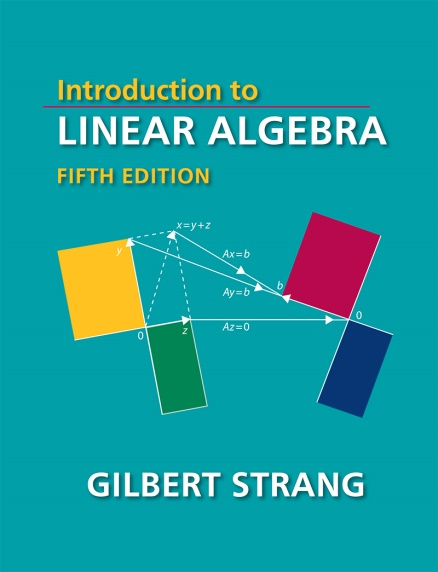 Introduction to
LINEAR ALGEBRA
FIFTH EDITION
x=y+z
y
Ax=b
Ay=b
b
0
z
Az=0
0
GILBERT STRANG